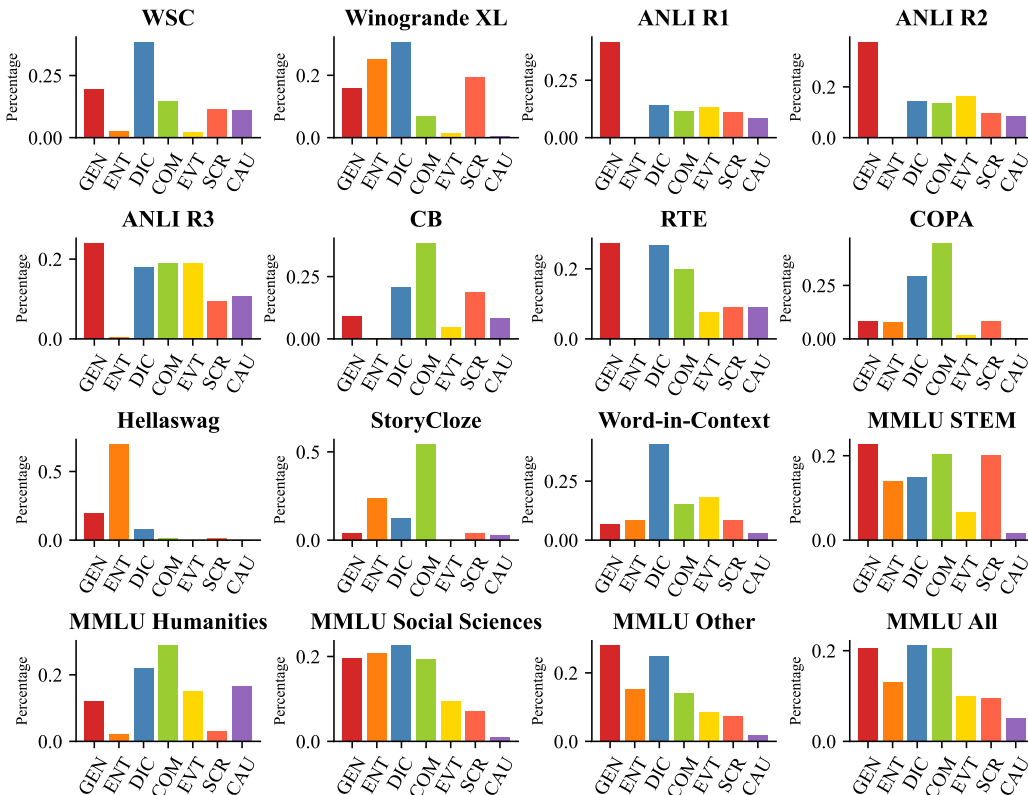 WSC
Winogrande XL
ANLI R1
ANLI R2
Percentage
0.25
0.00
GEN
ENT
DIC
COM
EVT
SCR
CAU
Percentage
0.2
0.0
GEN
ENT
DIC
COM
EVT
SCR
CAU
Percentage
0.25
0.00
GEN
ENT
DIC
COM
EVT
SCR
CAU
Percentage
0.2
0.0
GEN
ENT
DIC
COM
EVT
SCR
CAU
ANLI R3
CB
RTE
COPA
Percentage
0.2
0.0
GEN
ENT
DIC
COM
EVT
SCR
CAU
Percentage
0.25
0.00
GEN
ENT
DIC
COM
EVT
SCR
CAU
Percentage
0.2
0.0
GEN
ENT
DIC
COM
EVT
SCR
CAU
Percentage
0.25
0.00
GEN
ENT
DIC
COM
EVT
SCR
CAU
Hellaswag
StoryCloze
Word-in-Context
MMLU STEM
Percentage
0.5
0.0
GEN
ENT
DIC
COM
EVT
SCR
CAU
Percentage
0.5
0.0
GEN
ENT
DIC
COM
EVT
SCR
CAU
Percentage
0.25
0.00
GEN
ENT
DIC
COM
EVT
SCR
CAU
Percentage
0.2
0.0
GEN
ENT
DIC
COM
EVT
SCR
CAU
MMLU Humanities
MMLU Social Sciences
MMLU Other
MMLU All
Percentage
0.2
0.0
GEN
ENT
DIC
COM
EVT
SCR
CAU
Percentage
0.2
0.0
GEN
ENT
DIC
COM
EVT
SCR
CAU
Percentage
0.2
0.0
GEN
ENT
DIC
COM
EVT
SCR
CAU
Percentage
0.2
0.0
GEN
ENT
DIC
COM
EVT
SCR
CAU